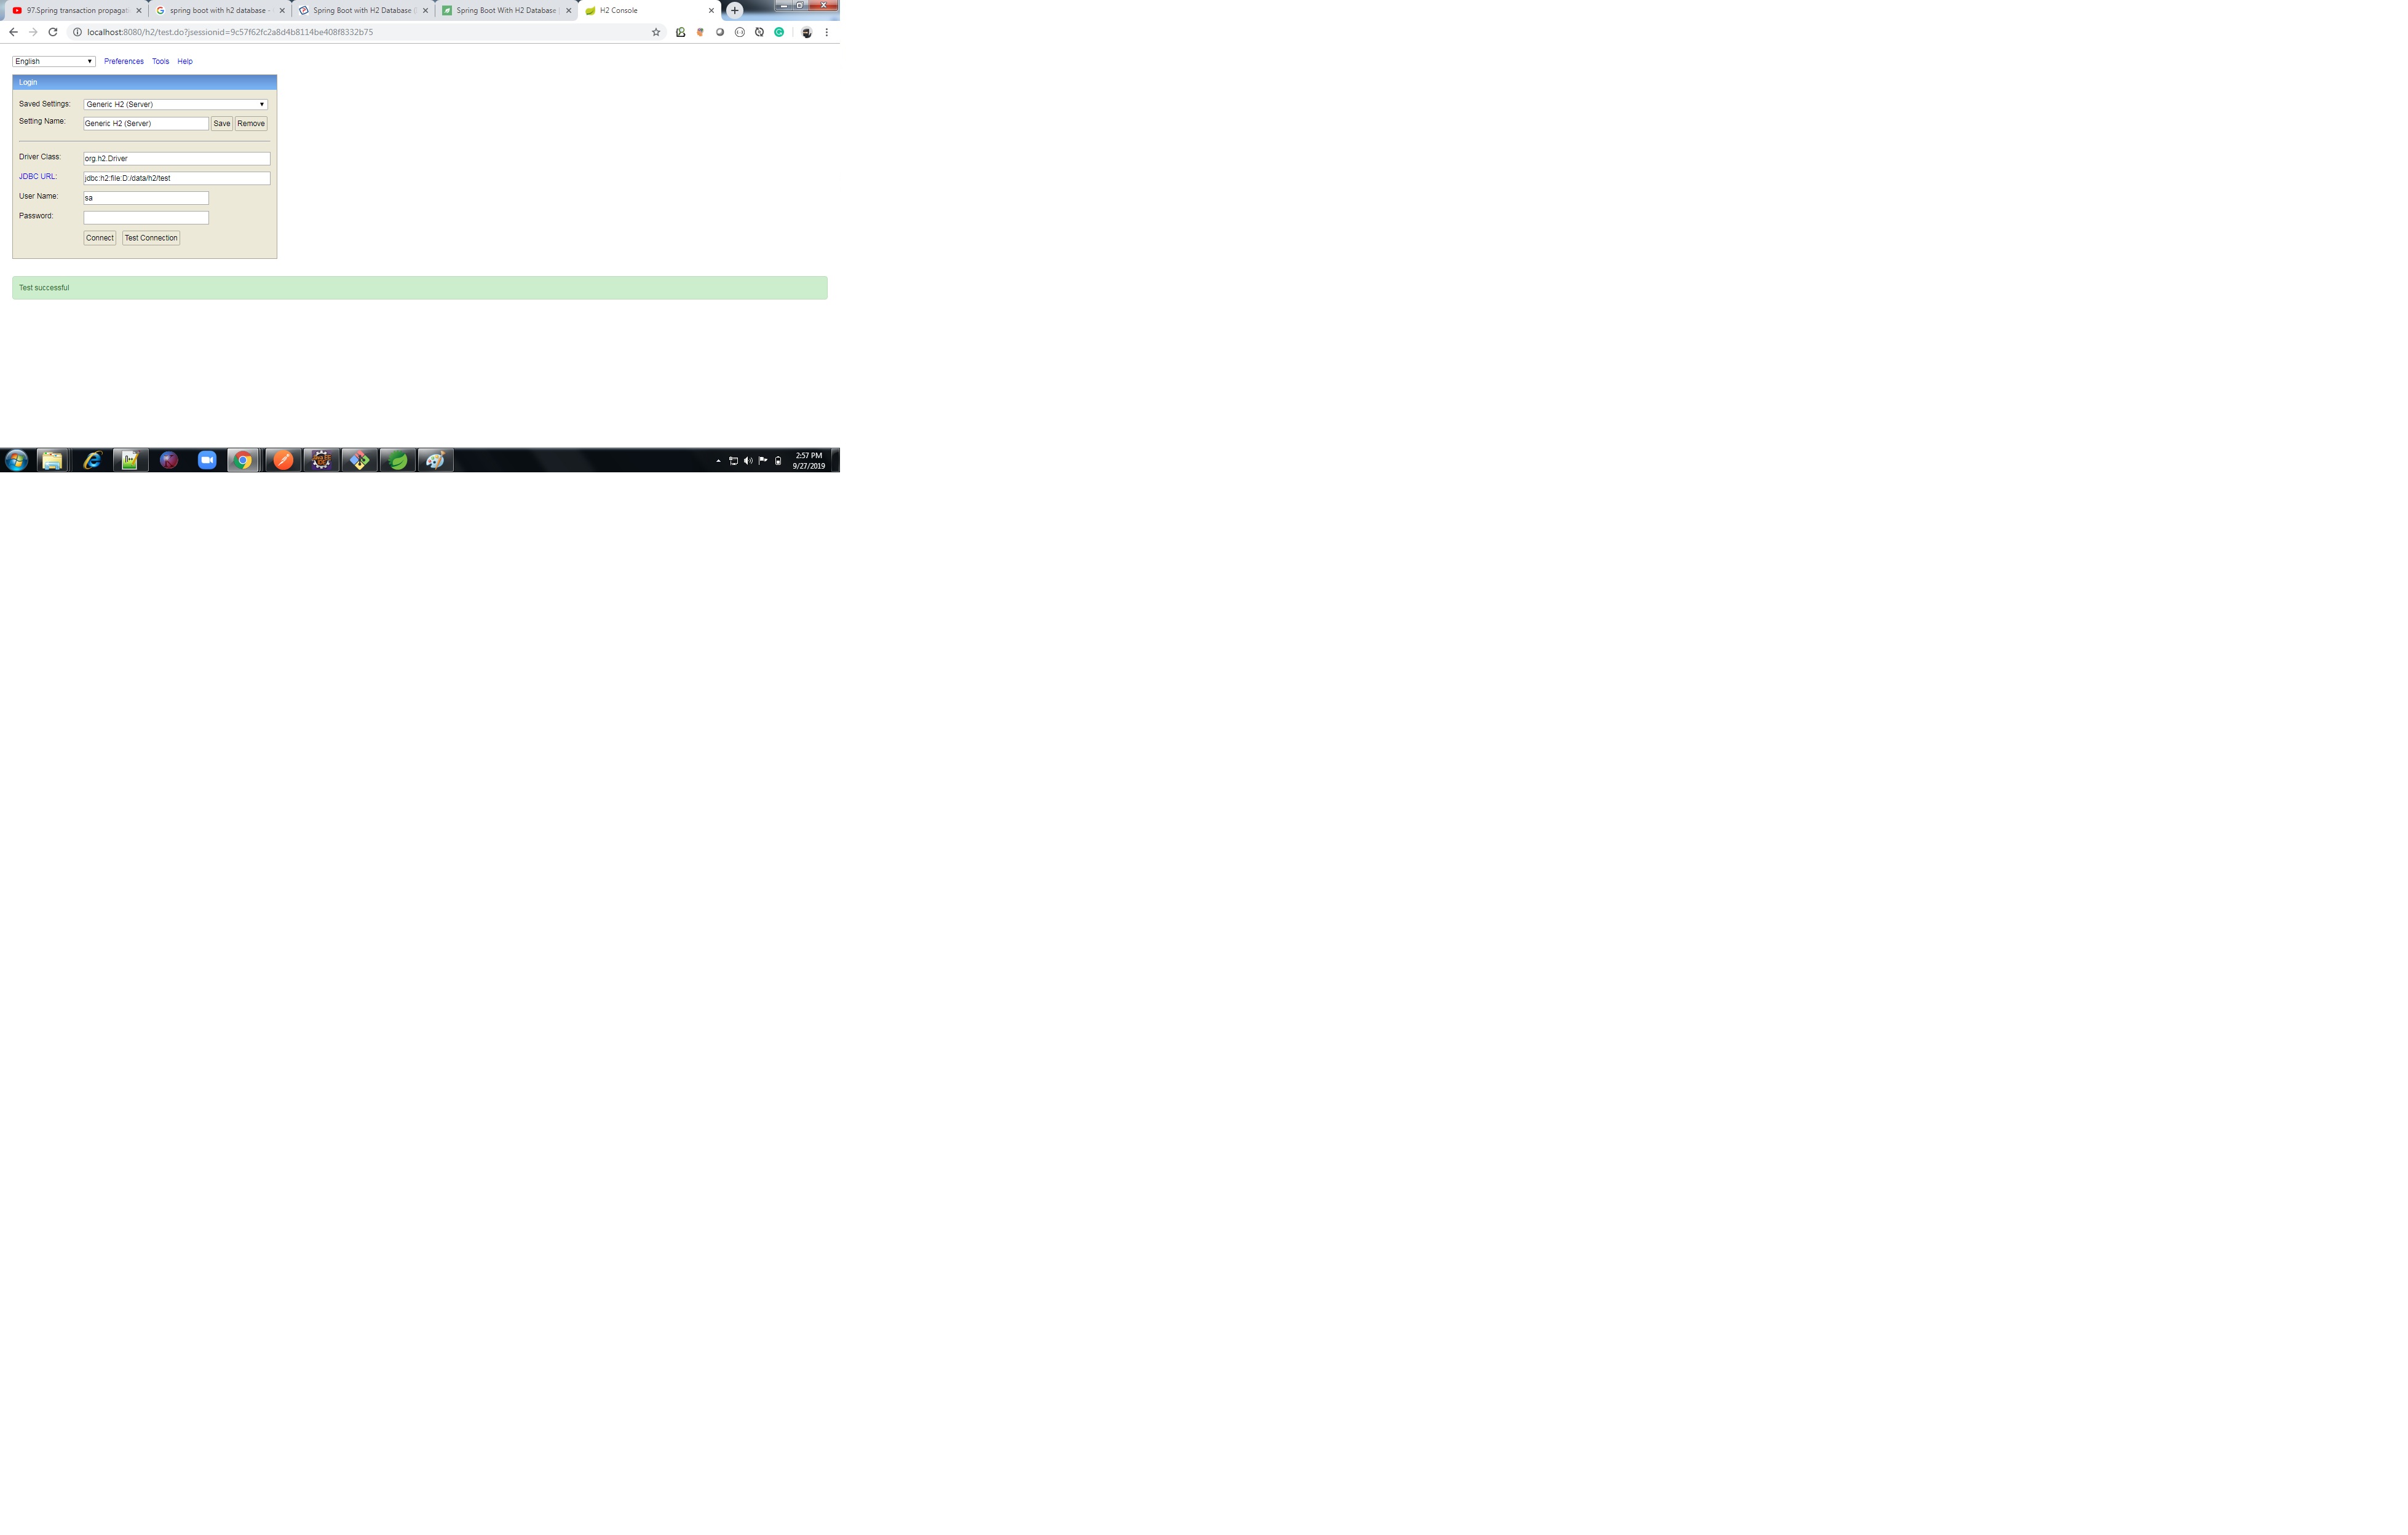 97.Spring transaction propagati
spring boot with h2 database -
Spring Boot with H2 Database |
Spring Boot With H2 Database
H2 Console
localhost:8080/h2/test.do?jsessionid=9c57f62fc2a8d4b8114be408f8332b75
English Preferences Tools Help
Login
Saved Settings: Generic H2 (Server)
Setting Name: Generic H2 (Server) Save Remove
Driver Class: org.h2.Driver
JDBC URL: jdbc:h2:file:D:/data/h2/test
User Name: sa
Password:
Connect Test Connection
Test successful
2:57 PM
9/27/2019